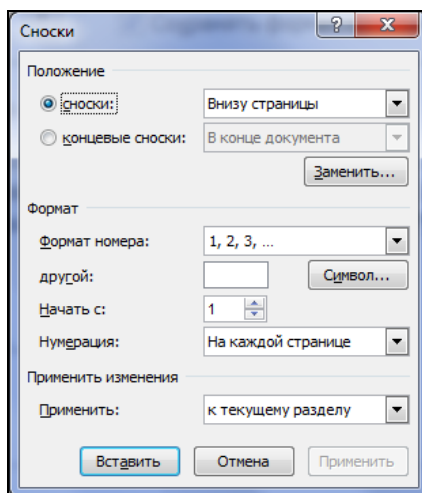 Сноски
Положение
сноски: Внизу страницы
концевые сноски: В конце документа
Заменить...
Формат
Формат номера: 1, 2, 3, ...
другой: Символ...
Начать с: 1
Нумерация: На каждой странице
Применить изменения
Применить: к текущему разделу
Вставить Отмена Применить